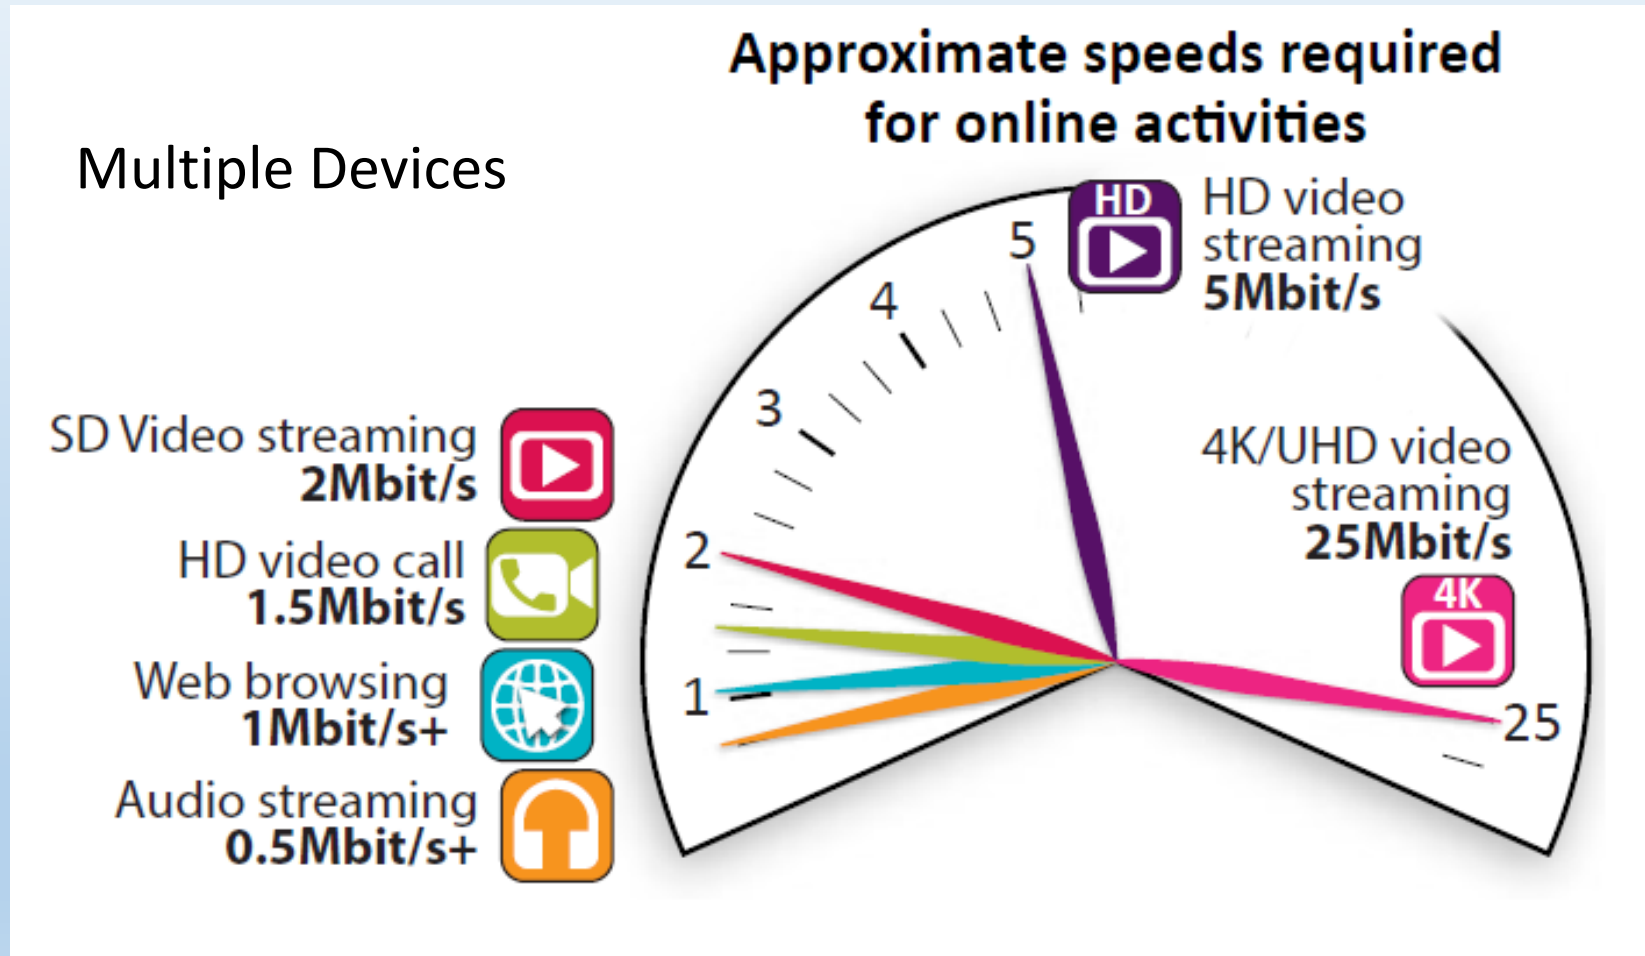 Approximate speeds required
for online activities
Multiple Devices
HD
HD video
streaming
5Mbit/s
5
4
3
2
1
SD Video streaming
2Mbit/s
HD video call
1.5Mbit/s
Web browsing
1Mbit/s+
Audio streaming
0.5Mbit/s+
4K/UHD video
streaming
25Mbit/s
4K
25